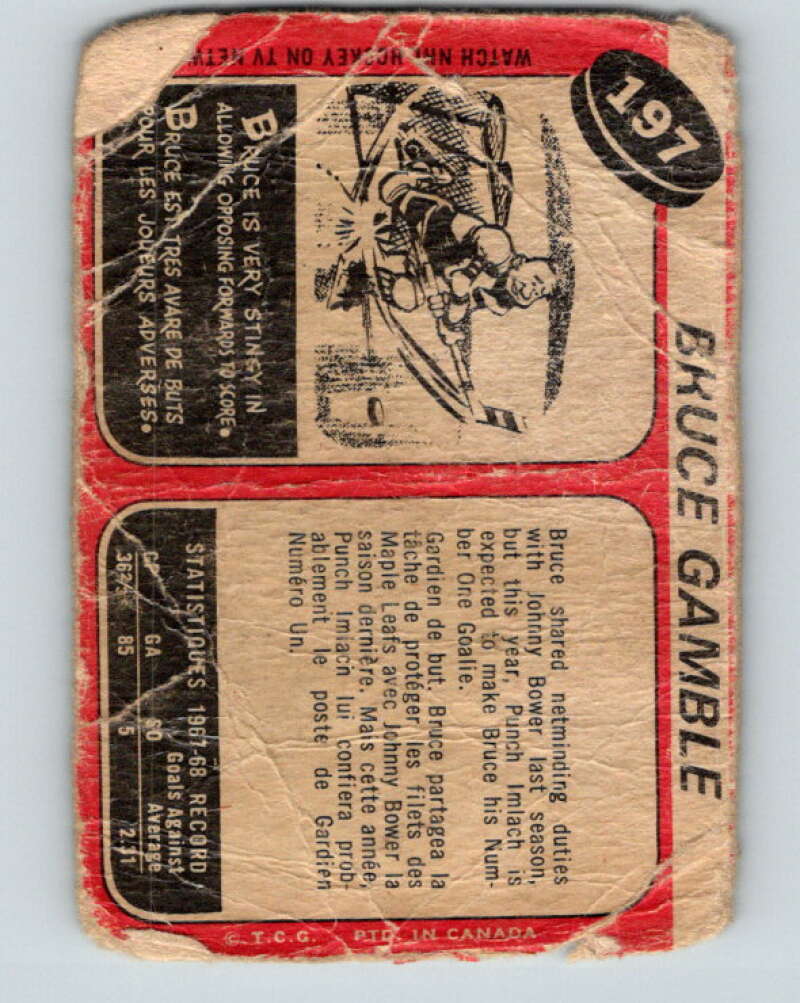 197
BRUCE GAMBLE
WATCH NHL HOCKEY ON TV NETW
BRUCE IS VERY STINGY IN
ALLOWING OPPOSING FORWARDS TO SCORE.
BRUCE EST TRÈS AVARE DE BUTS
POUR LES JOUEURS ADVERSES.
Bruce shared netminding duties
with Johnny Bower last season,
but this year, Punch Imlach is
expected to make Bruce his Num-
ber One Goalie.
Gardien de but. Bruce partagea la
tâche de protéger les filets des
Maple Leafs avec Johnny Bower la
saison dernière. Mais cette année,
Punch Imlach lui confiera prob-
ablement le poste de Gardien
Numéro Un.
STATISTIQUES 1967-68 RECORD
Goals Against
GP GA SO Average
85 5 2.31
© T.C.G. PTD. IN CANADA